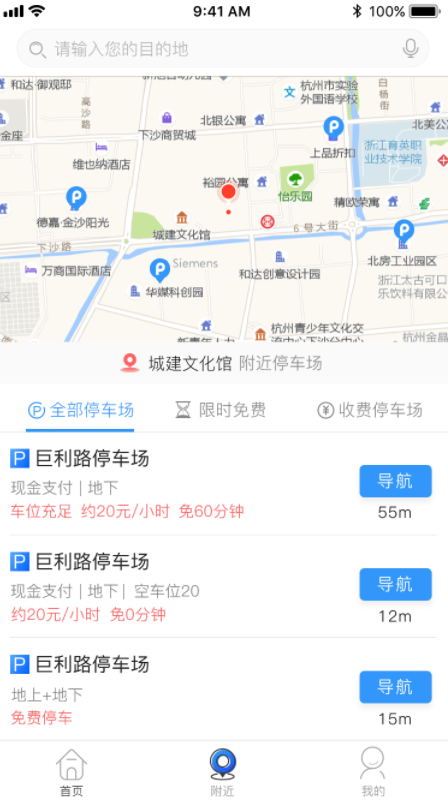 9:41 AM
100%
请输入您的目的地
和达·御观邸
杭州市实验
外国语学校
白杨街
高沙路
北银公寓
下沙商贸城
金座
北美公
上品折扣
浙江育英职
业技术学院
维也纳酒店
裕园公寓
怡乐园
精欧荣寓
德嘉·金沙阳光
城建文化馆
6号大街
下沙路
万商国际酒店
Siemens
和达创意设计园
北房工业园区
浙江太古可口
乐饮料有限公
华媒科创园
杭州青少年文化交
流中心下沙分中心
杭州金晶
城建文化馆 附近停车场
全部停车场
限时免费
收费停车场
P 巨利路停车场
现金支付 | 地下
车位充足 约20元/小时 免60分钟
导航
55m
P 巨利路停车场
现金支付 | 地下 | 空车位20
约20元/小时 免0分钟
导航
12m
P 巨利路停车场
地上+地下
免费停车
导航
15m
首页
附近
我的